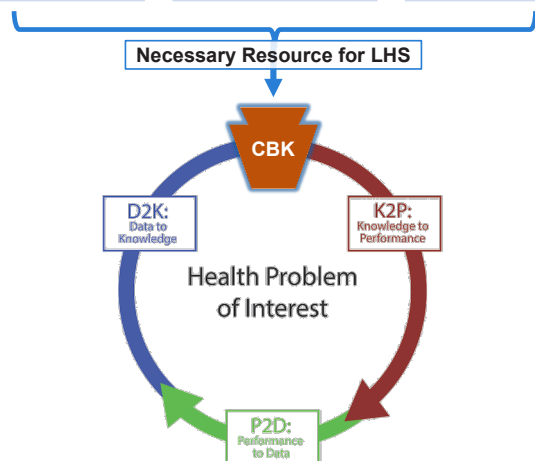 Necessary Resource for LHS
CBK
D2K:
Data to
Knowledge
K2P:
Knowledge to
Performance
Health Problem
of Interest
P2D:
Performance
to Data